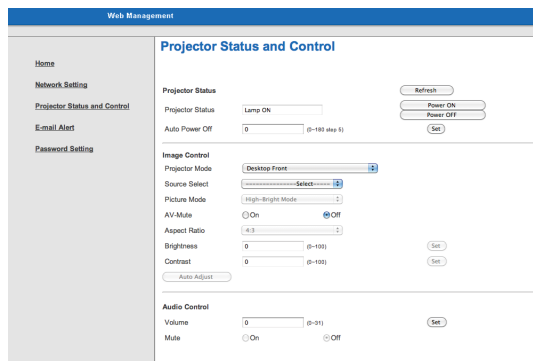 Web Management
Projector Status and Control
Home
Network Setting
Projector Status and Control
E-mail Alert
Password Setting
Projector Status
Refresh
Projector Status
Lamp ON
Power ON
Power OFF
Auto Power Off
0
(0~180 step 5)
Set
Image Control
Projector Mode
Desktop Front
Source Select
----------------Select-----
Picture Mode
High-Bright Mode
AV-Mute
On
Off
Aspect Ratio
4:3
Brightness
0
(0~100)
Set
Contrast
0
(0~100)
Set
Auto Adjust
Audio Control
Volume
0
(0~31)
Set
Mute
On
Off